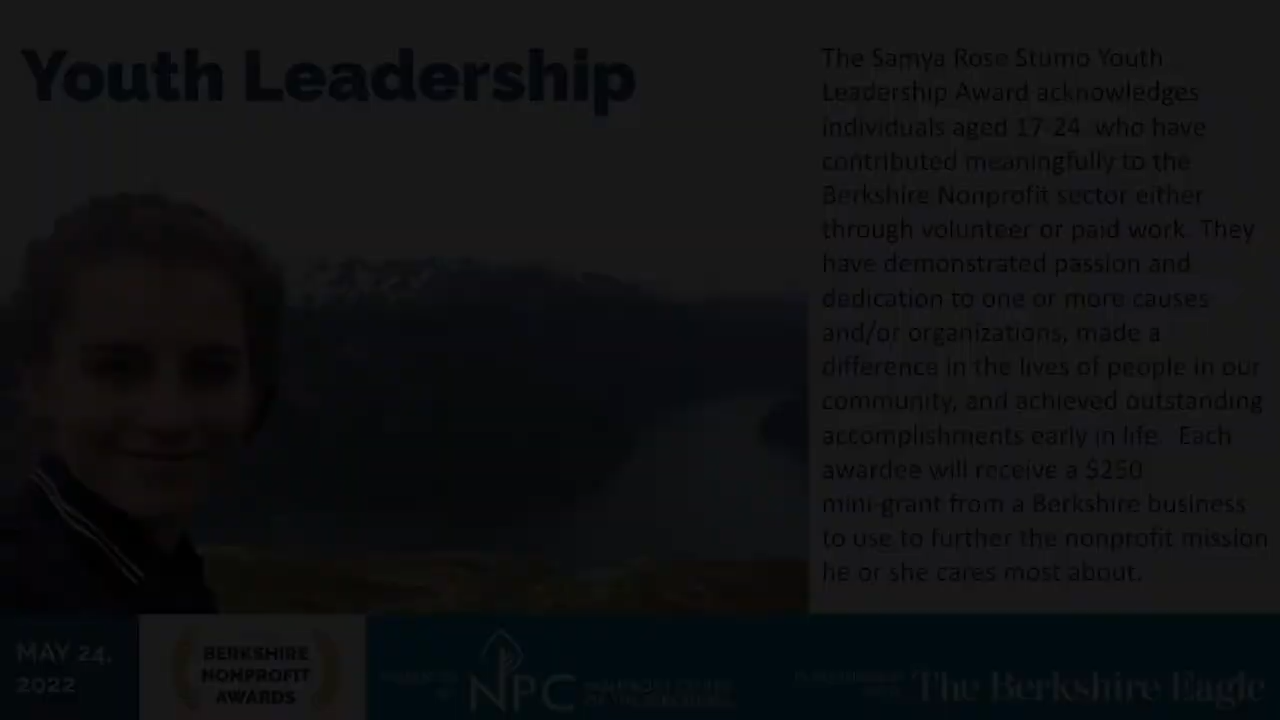 Youth Leadership
The Samya Rose Stumo Youth
Leadership Award acknowledges
individuals aged 17-24 who have
contributed meaningfully to the
Berkshire Nonprofit sector either
through volunteer or paid work. They
have demonstrated passion and
dedication to one or more causes
and/or organizations, made a
difference in the lives of people in our
community, and achieved outstanding
accomplishments early in life. Each
awardee will receive a $250
mini-grant from a Berkshire business
to use to further the nonprofit mission
he or she cares most about.
MAY 24,
2022
BERKSHIRE
NONPROFIT
AWARDS
NPC
The Berkshire Eagle